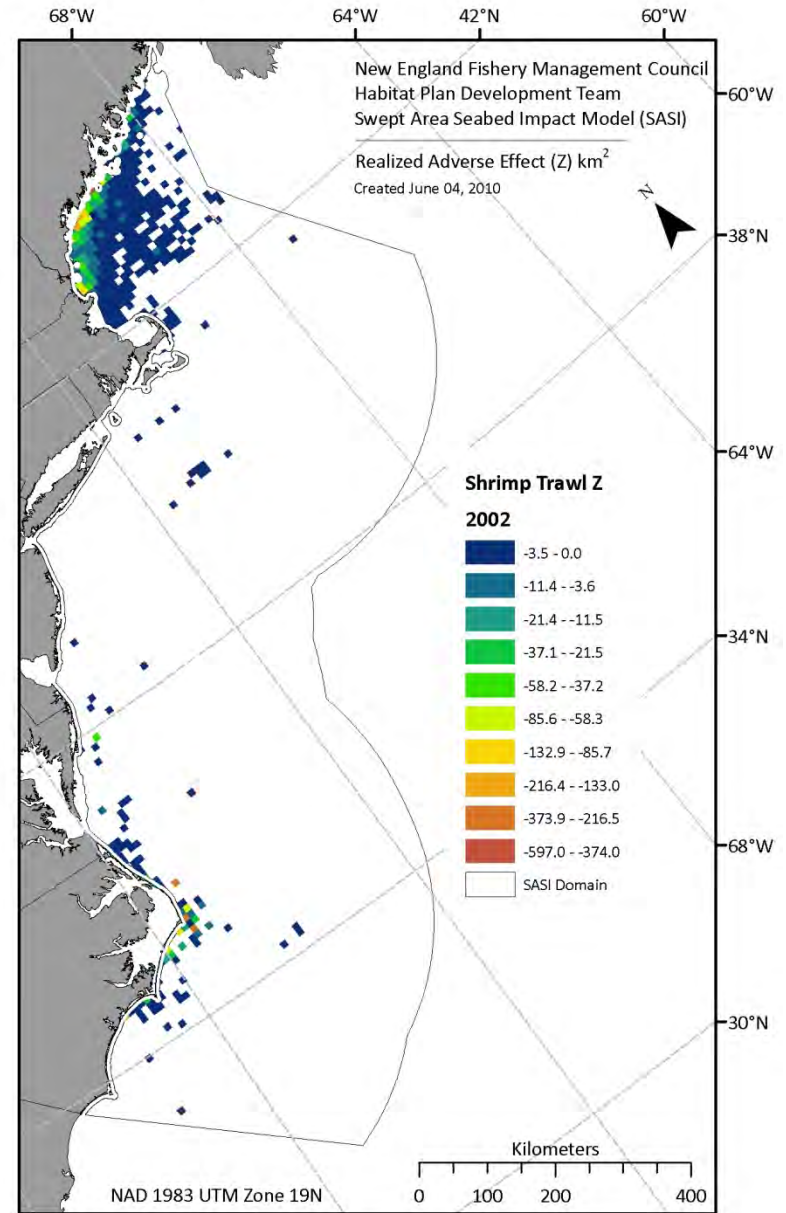 68°W
64°W
42°N
60°W
New England Fishery Management Council
Habitat Plan Development Team
Swept Area Seabed Impact Model (SASI)
Realized Adverse Effect (Z) km²
Created June 04, 2010
60°W
N
38°N
64°W
Shrimp Trawl Z
2002
-3.5 - 0.0
-11.4 - -3.6
-21.4 - -11.5
-37.1 - -21.5
-58.2 - -37.2
-85.6 - -58.3
-132.9 - -85.7
-216.4 - -133.0
-373.9 - -216.5
-597.0 - -374.0
SASI Domain
34°N
68°W
30°N
Kilometers
0 100 200 400
NAD 1983 UTM Zone 19N